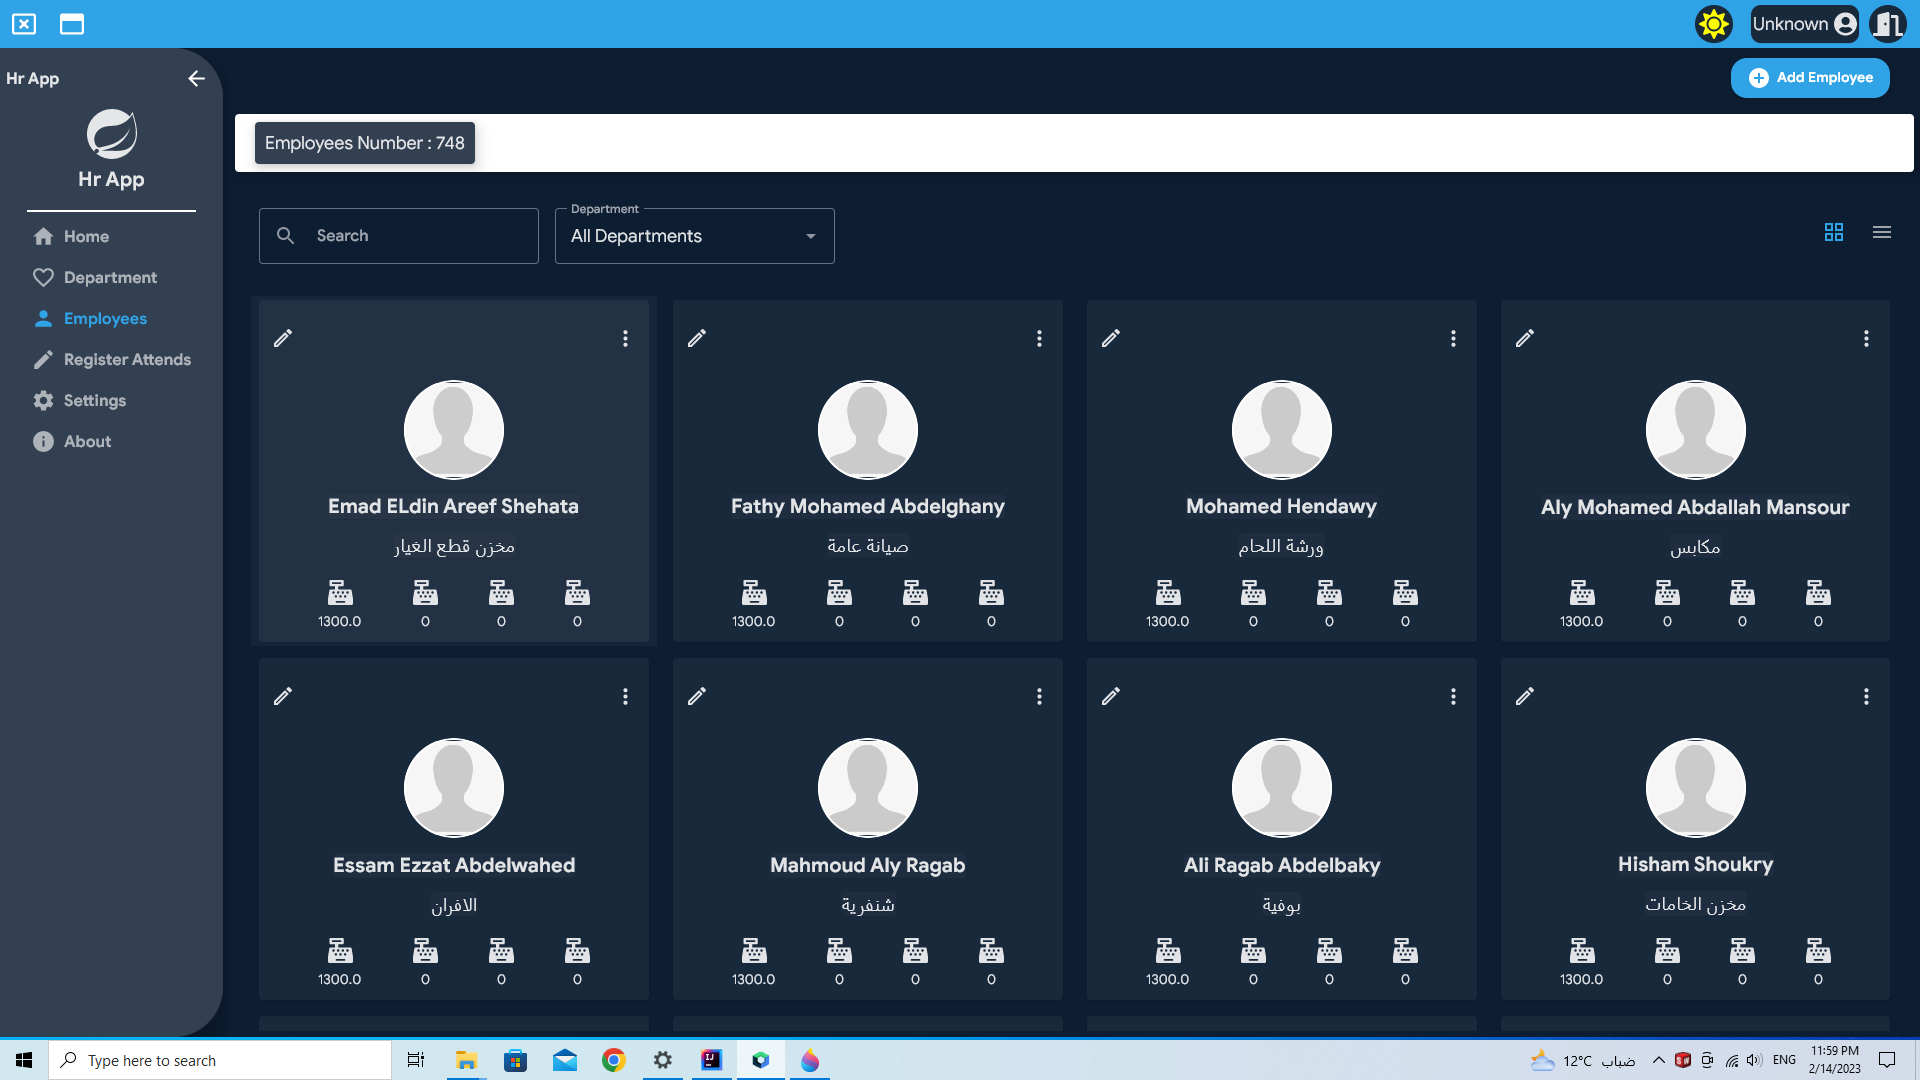 Unknown
Hr App
Add Employee
Employees Number : 748
Hr App
Home
Department
Employees
Register Attends
Settings
About
Search
Department
All Departments
Emad ELdin Areef Shehata
مخزن قطع الغيار
1300.0 0 0 0
Fathy Mohamed Abdelghany
صيانة عامة
1300.0 0 0 0
Mohamed Hendawy
ورشة اللحام
1300.0 0 0 0
Aly Mohamed Abdallah Mansour
مكابس
1300.0 0 0 0
Essam Ezzat Abdelwahed
الافران
1300.0 0 0 0
Mahmoud Aly Ragab
شنفرية
1300.0 0 0 0
Ali Ragab Abdelbaky
بوفية
1300.0 0 0 0
Hisham Shoukry
مخزن الخامات
1300.0 0 0 0
Type here to search
12°C ضباب
ENG
11:59 PM
2/14/2023